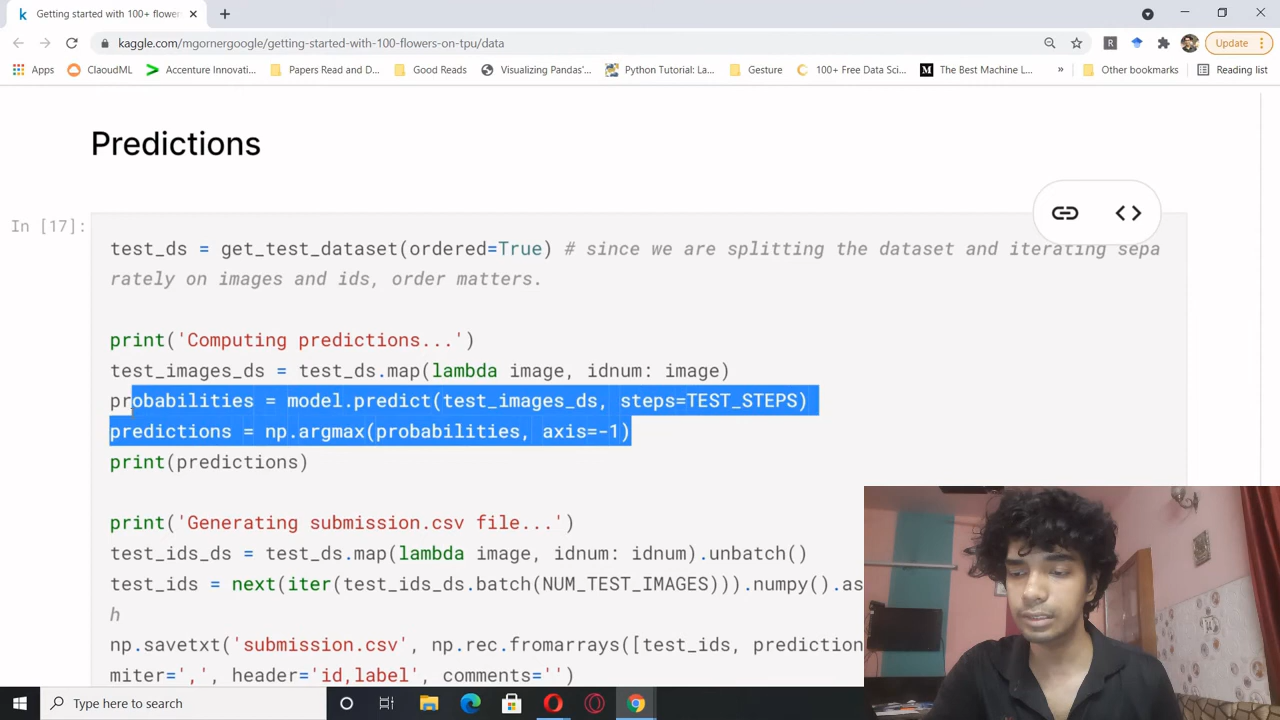 Getting started with 100+ flower
kaggle.com/mgornergoogle/getting-started-with-100-flowers-on-tpu/data
Update
Apps
ClaoudML
Accenture Innovati...
Papers Read and D...
Good Reads
Visualizing Pandas'...
Python Tutorial: La...
Gesture
100+ Free Data Sci...
The Best Machine L...
»
Other bookmarks
Reading list
Predictions
In [17]:
test_ds = get_test_dataset(ordered=True) # since we are splitting the dataset and iterating sepa
rately on images and ids, order matters.
print('Computing predictions...')
test_images_ds = test_ds.map(lambda image, idnum: image)
probabilities = model.predict(test_images_ds, steps=TEST_STEPS)
predictions = np.argmax(probabilities, axis=-1)
print(predictions)
print('Generating submission.csv file...')
test_ids_ds = test_ds.map(lambda image, idnum: idnum).unbatch()
test_ids = next(iter(test_ids_ds.batch(NUM_TEST_IMAGES))).numpy().as
h
np.savetxt('submission.csv', np.rec.fromarrays([test_ids, prediction
miter=',', header='id,label', comments='')
Type here to search